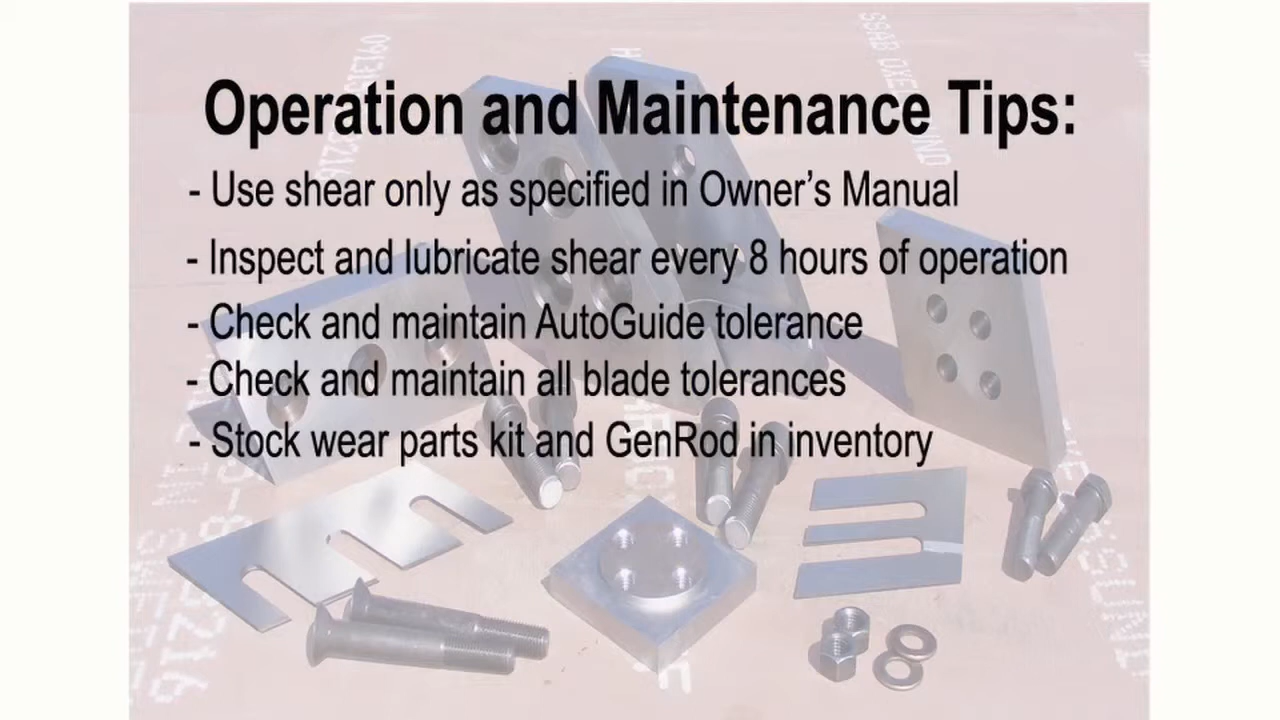 Operation and Maintenance Tips:
- Use shear only as specified in Owner’s Manual
- Inspect and lubricate shear every 8 hours of operation
- Check and maintain AutoGuide tolerance
- Check and maintain all blade tolerances
- Stock wear parts kit and GenRod in inventory